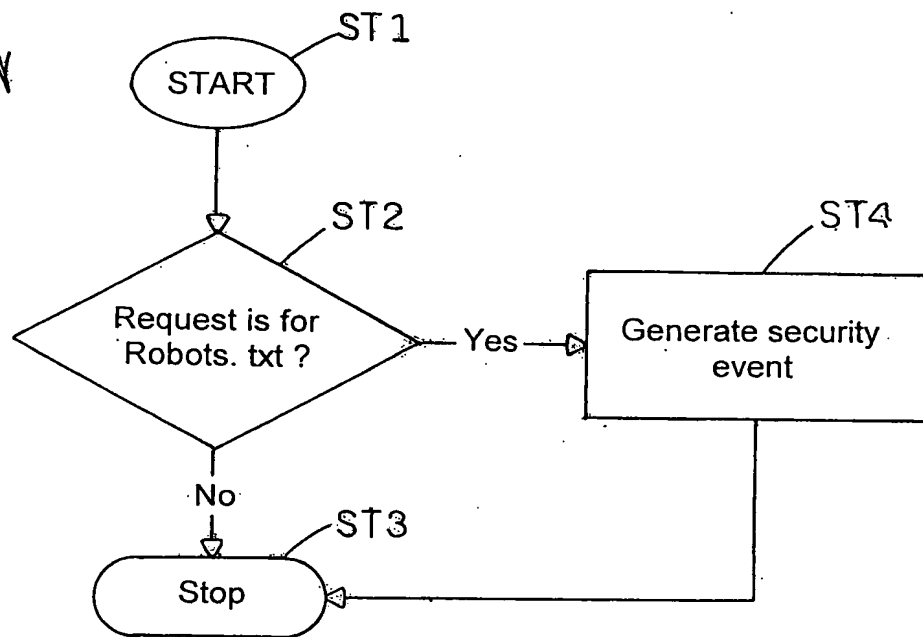 ST1
START
ST2
Request is for
Robots. txt ?
Yes
ST4
Generate security
event
No
ST3
Stop